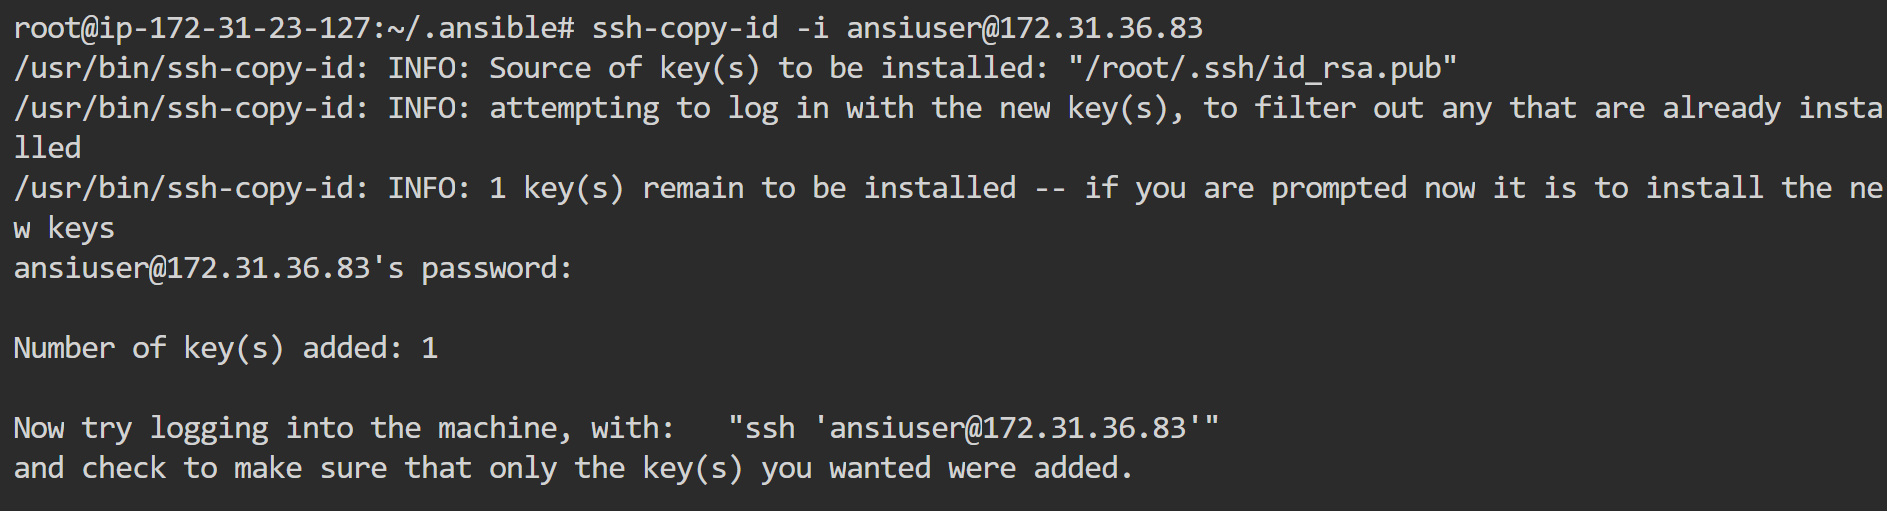 root@ip-172-31-23-127:~/.ansible# ssh-copy-id -i ansiuser@172.31.36.83
/usr/bin/ssh-copy-id: INFO: Source of key(s) to be installed: "/root/.ssh/id_rsa.pub"
/usr/bin/ssh-copy-id: INFO: attempting to log in with the new key(s), to filter out any that are already insta
lled
/usr/bin/ssh-copy-id: INFO: 1 key(s) remain to be installed -- if you are prompted now it is to install the ne
w keys
ansiuser@172.31.36.83's password:
Number of key(s) added: 1
Now try logging into the machine, with:   "ssh 'ansiuser@172.31.36.83'"
and check to make sure that only the key(s) you wanted were added.